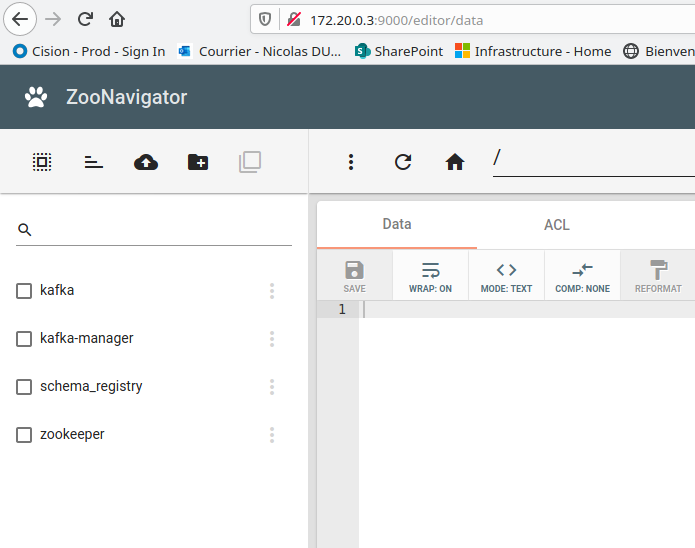 172.20.0.3:9000/editor/data
Cision - Prod - Sign In Courrier - Nicolas DU... SharePoint Infrastructure - Home Bienven
ZooNavigator
/
Data ACL
SAVE WRAP: ON MODE: TEXT COMP: NONE REFORMAT
1
kafka
kafka-manager
schema_registry
zookeeper